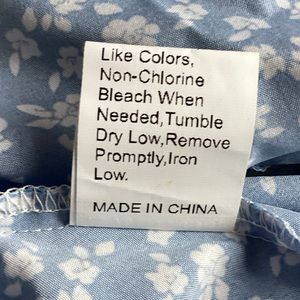 Like Colors,
Non-Chlorine
Bleach When
Needed,Tumble
Dry Low,Remove
Promptly,Iron
Low.
MADE IN CHINA